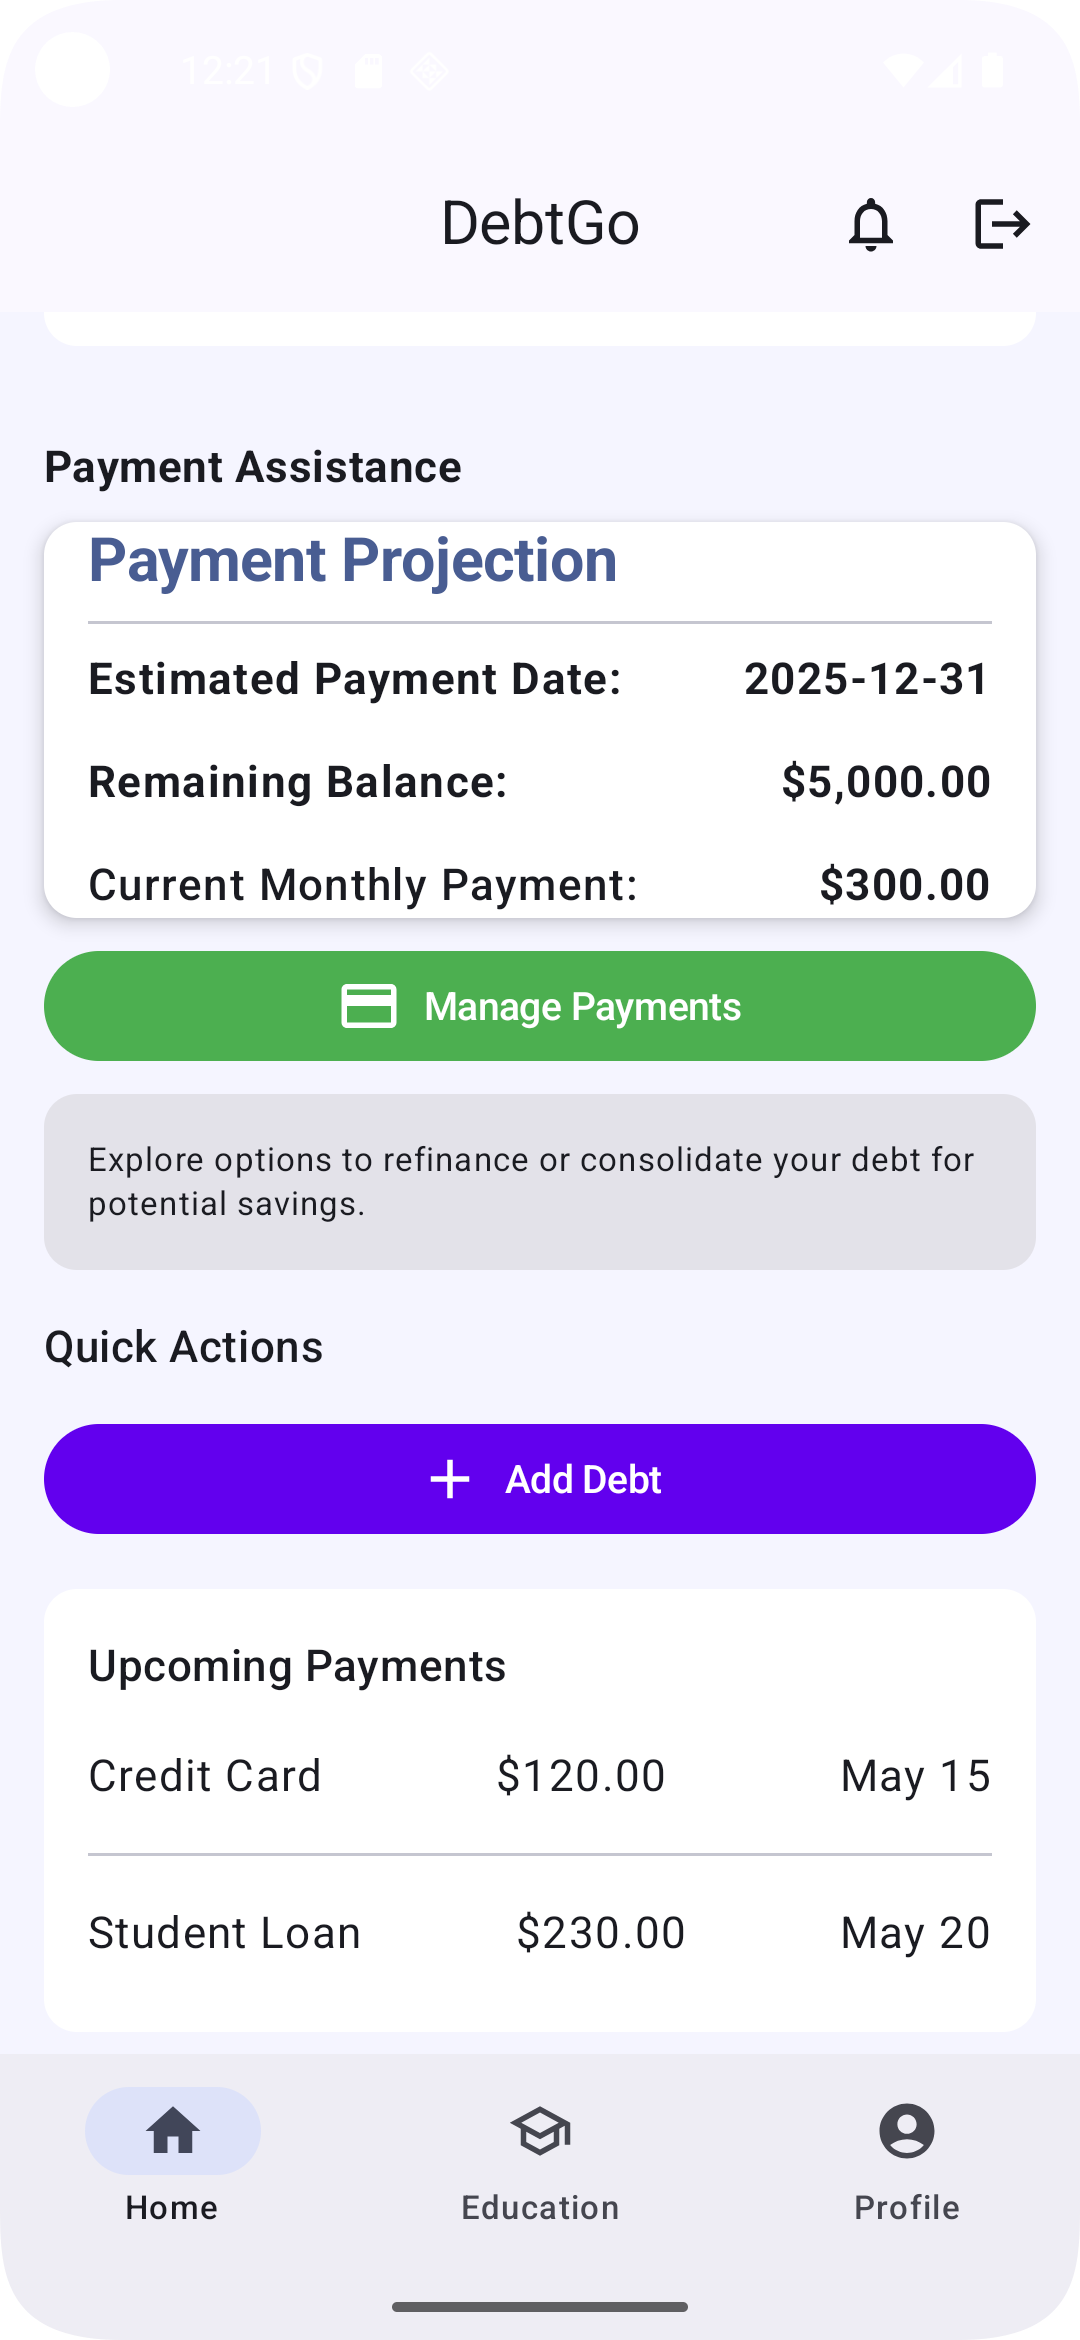 12:21
DebtGo
Payment Assistance
Payment Projection
Estimated Payment Date: 2025-12-31
Remaining Balance: $5,000.00
Current Monthly Payment: $300.00
Manage Payments
Explore options to refinance or consolidate your debt for
potential savings.
Quick Actions
Add Debt
Upcoming Payments
Credit Card $120.00 May 15
Student Loan $230.00 May 20
Home Education Profile